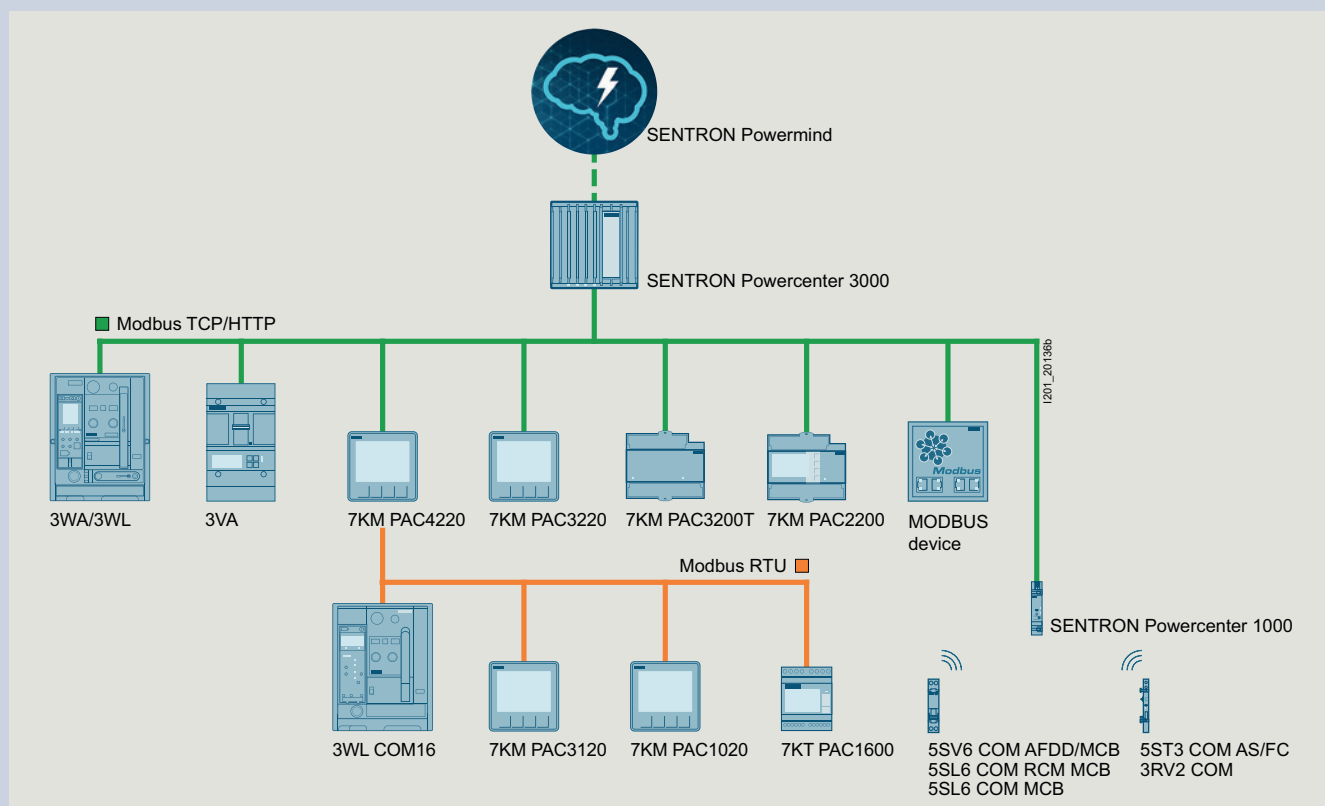 SENTRON Powermind
SENTRON Powercenter 3000
Modbus TCP/HTTP
I201_20136b
3WA/3WL
3VA
7KM PAC4220
7KM PAC3220
7KM PAC3200T
7KM PAC2200
Modbus
MODBUS
device
Modbus RTU
SENTRON Powercenter 1000
3WL COM16
7KM PAC3120
7KM PAC1020
7KT PAC1600
5SV6 COM AFDD/MCB
5SL6 COM RCM MCB
5SL6 COM MCB
5ST3 COM AS/FC
3RV2 COM